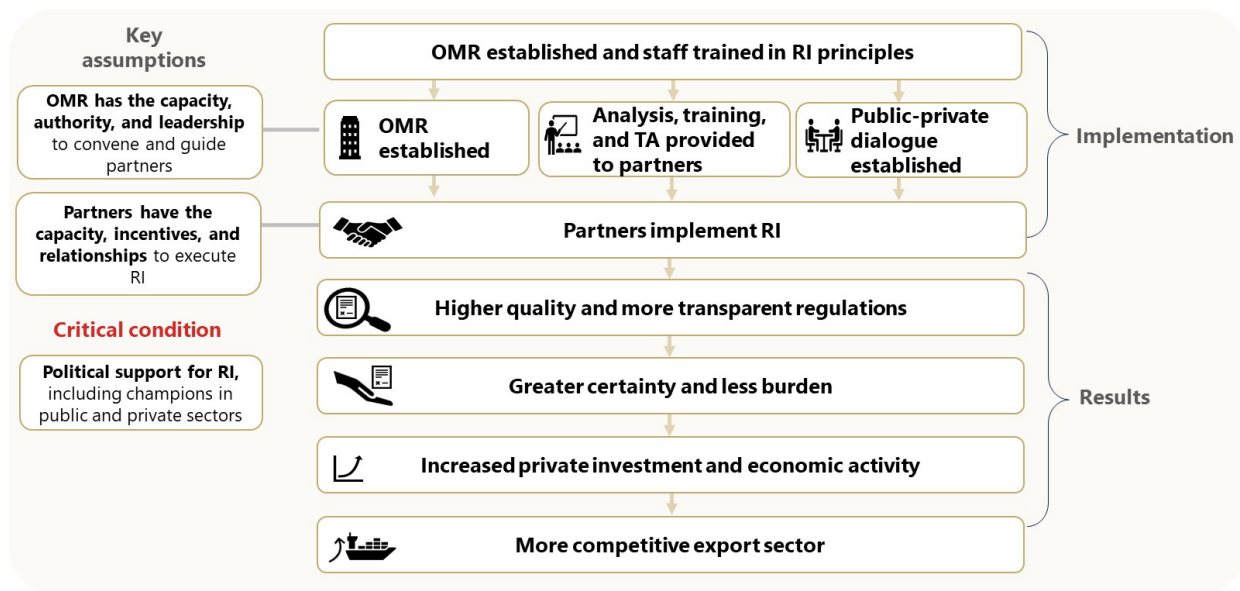 Key
assumptions
OMR has the capacity,
authority, and leadership
to convene and guide
partners
Partners have the
capacity, incentives, and
relationships to execute
RI
Critical condition
Political support for RI,
including champions in
public and private sectors
OMR established and staff trained in RI principles
OMR
established
Analysis, training,
and TA provided
to partners
Public-private
dialogue
established
Partners implement RI
Higher quality and more transparent regulations
Greater certainty and less burden
Increased private investment and economic activity
More competitive export sector
Implementation
Results